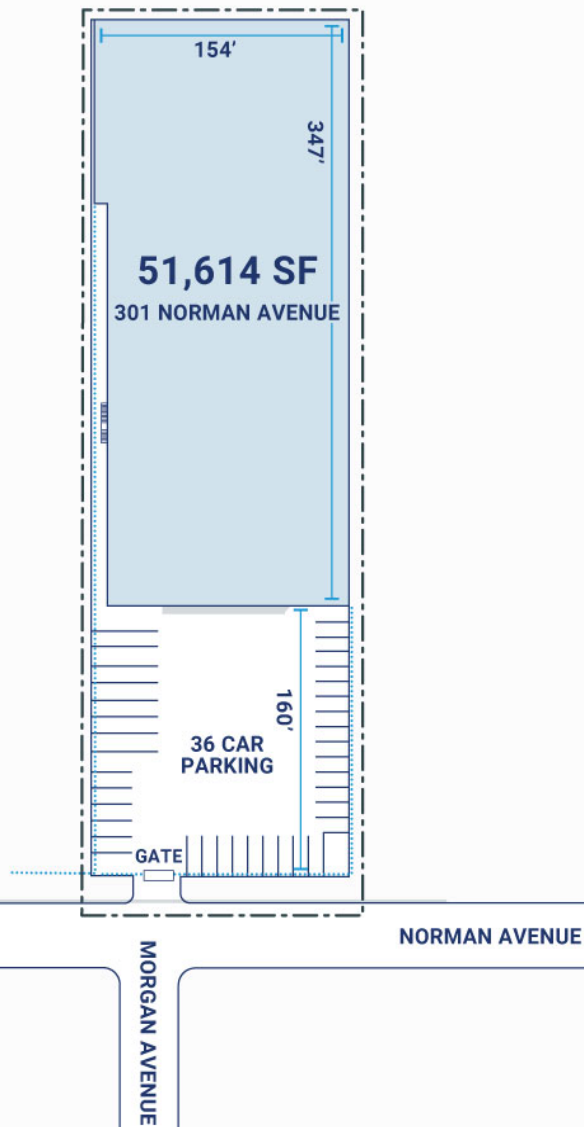 154′
347′
51,614 SF
301 NORMAN AVENUE
160′
36 CAR
PARKING
GATE
NORMAN AVENUE
MORGAN AVENUE